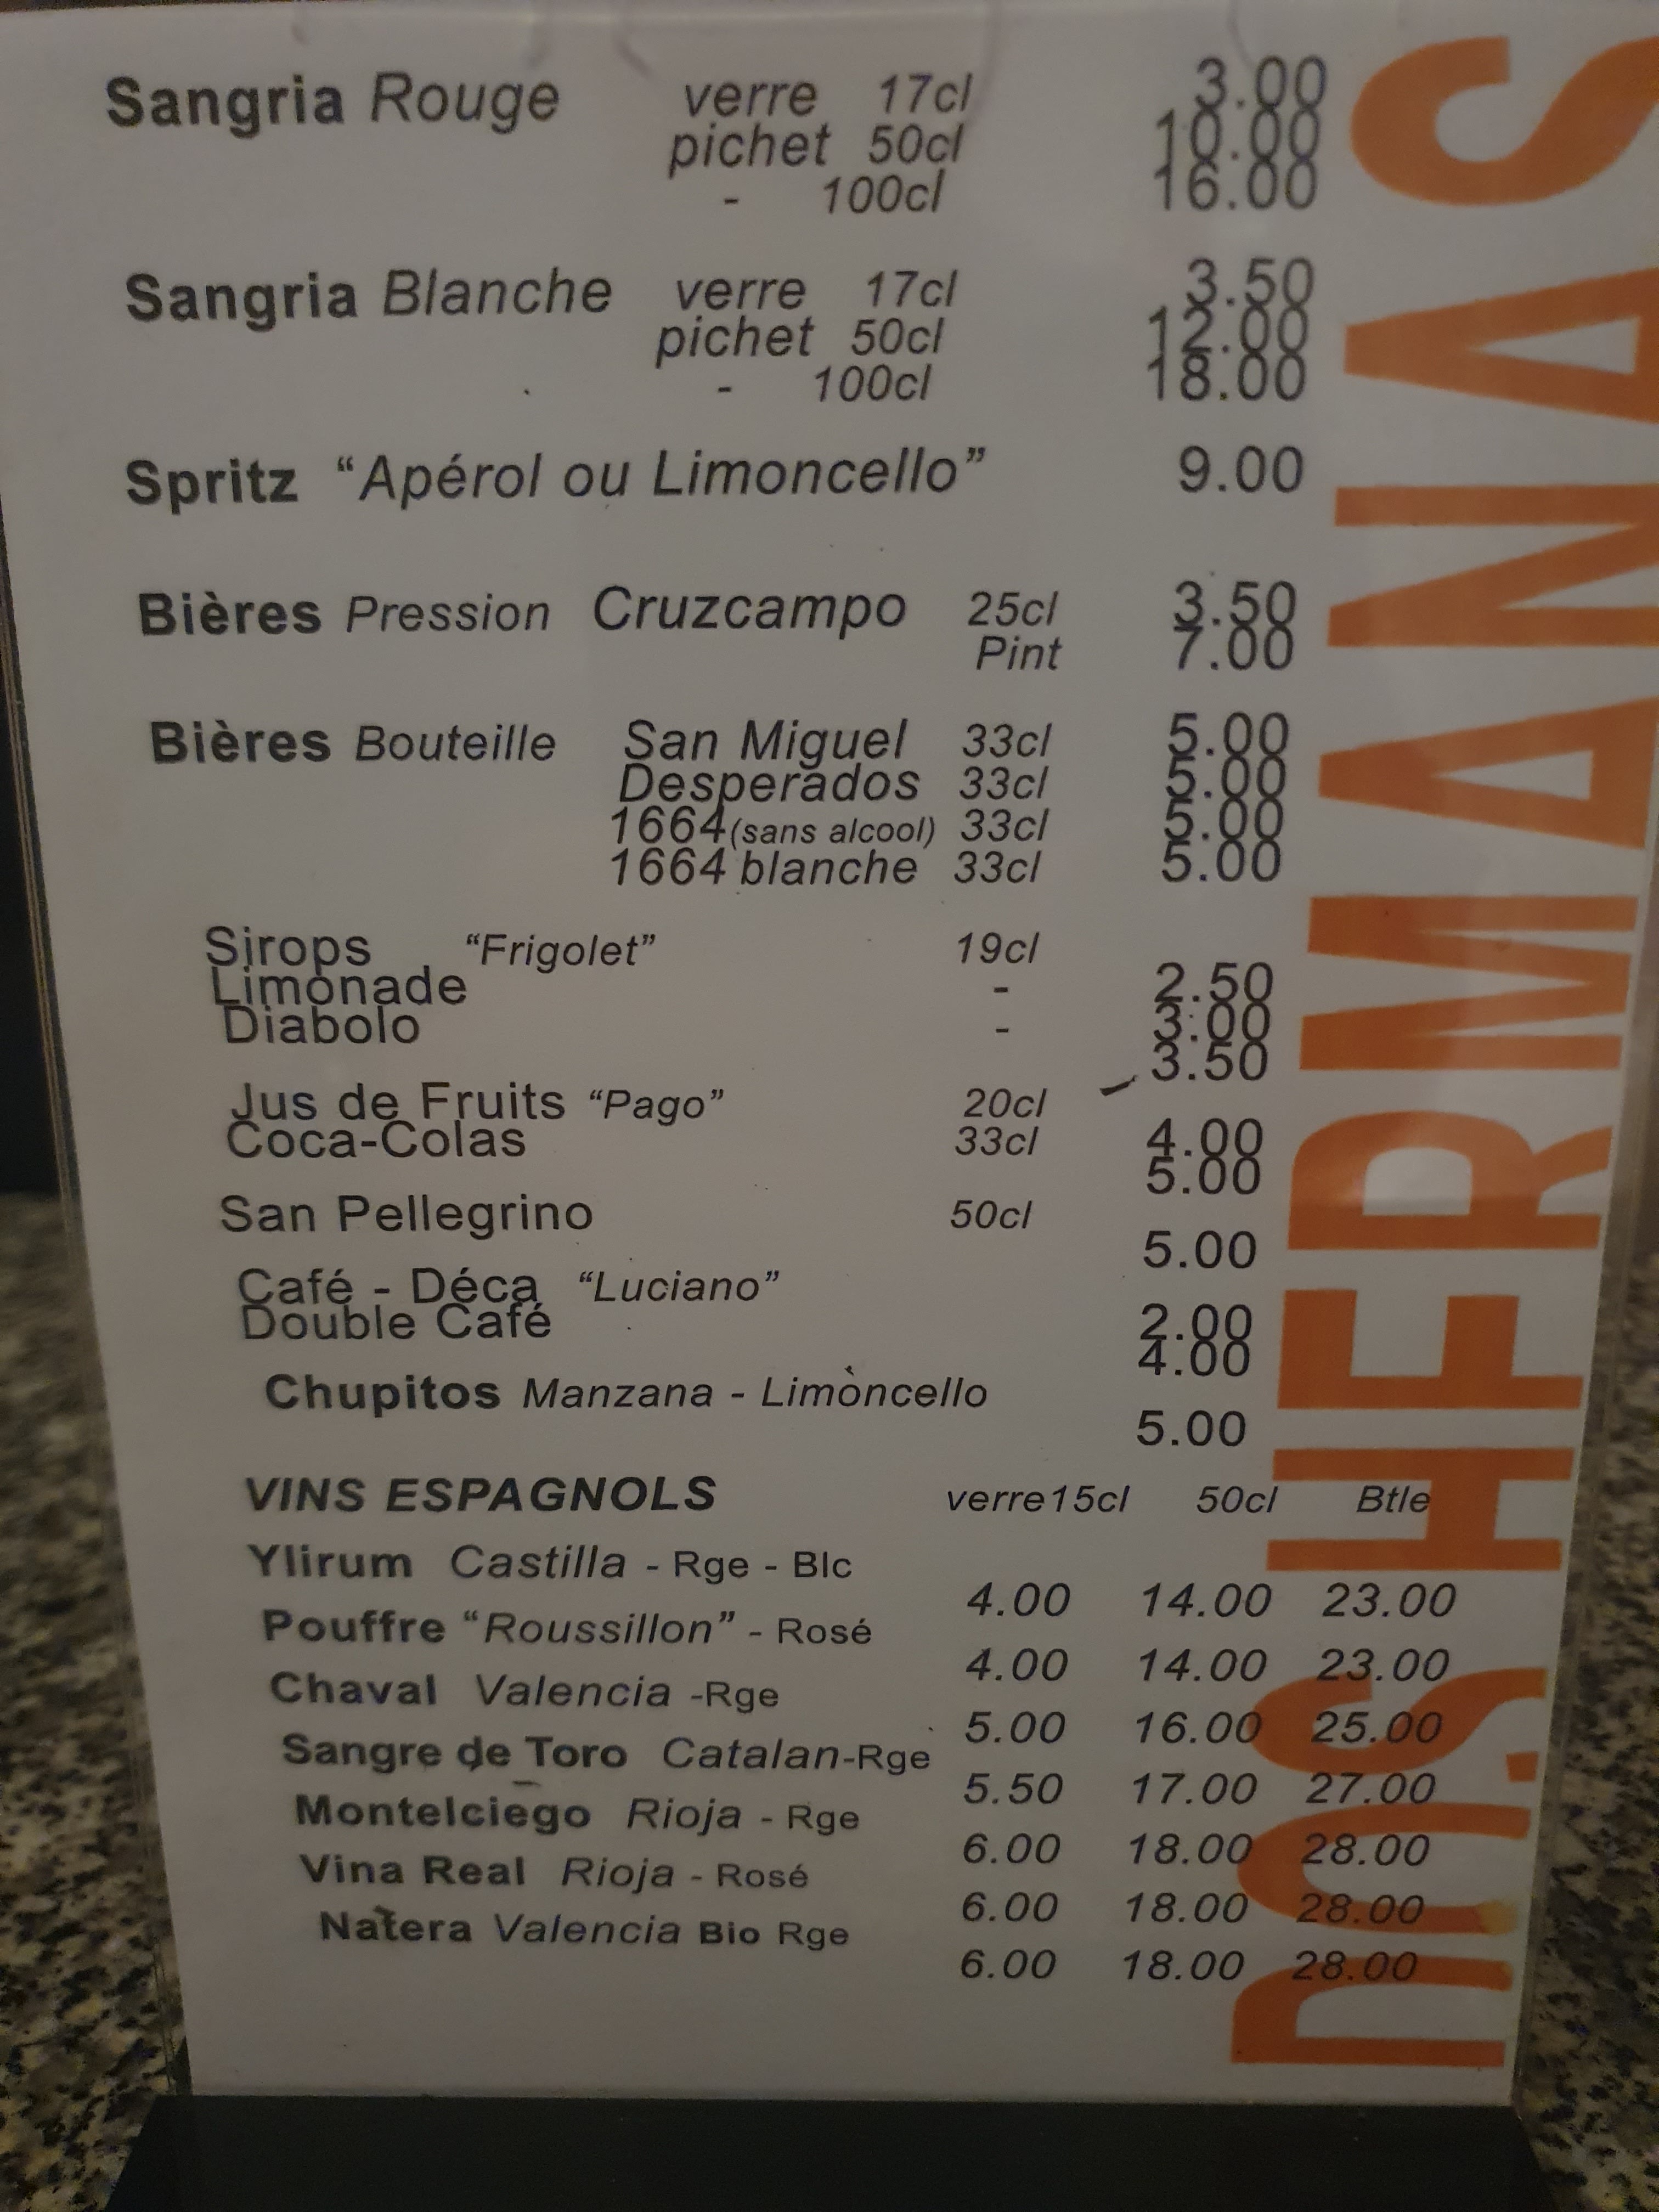 Sangria Rouge verre 17cl 3.00
pichet 50cl 10.00
- 100cl 16.00
Sangria Blanche verre 17cl 3.50
pichet 50cl 12.00
- 100cl 18.00
Spritz “Apérol ou Limoncello” 9.00
Bières Pression Cruzcampo 25cl 3.50
Pint 7.00
Bières Bouteille San Miguel 33cl 5.00
Desperados 33cl 5.00
1664(sans alcool) 33cl 5.00
1664 blanche 33cl 5.00
Sirops “Frigolet” 19cl 2.50
Limonade - 3.00
Diabolo - 3.50
Jus de Fruits “Pago” 20cl 4.00
Coca-Colas 33cl 5.00
San Pellegrino 50cl 5.00
Café - Déca “Luciano” 2.00
Double Café 4.00
Chupitos Manzana - Limoncello 5.00
VINS ESPAGNOLS verre15cl 50cl Btle
Ylirum Castilla - Rge - Blc 4.00 14.00 23.00
Pouffre “Roussillon” - Rosé 4.00 14.00 23.00
Chaval Valencia -Rge 5.00 16.00 25.00
Sangre de Toro Catalan-Rge 5.50 17.00 27.00
Montelciego Rioja - Rge 6.00 18.00 28.00
Vina Real Rioja - Rosé 6.00 18.00 28.00
Natera Valencia Bio Rge 6.00 18.00 28.00
DOS HERMANAS